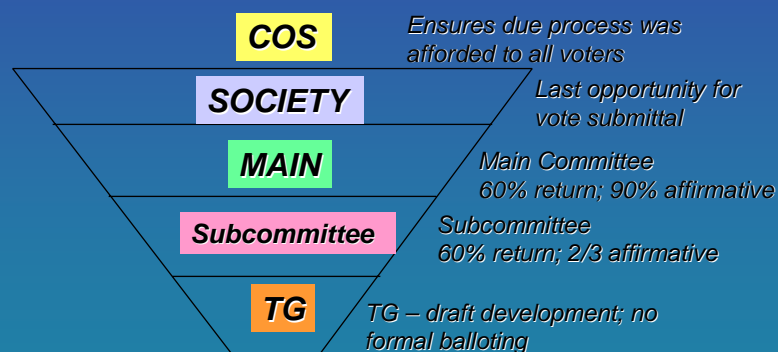 COS
Ensures due process was
afforded to all voters
SOCIETY
Last opportunity for
vote submittal
MAIN
Main Committee
60% return; 90% affirmative
Subcommittee
Subcommittee
60% return; 2/3 affirmative
TG
TG – draft development; no
formal balloting